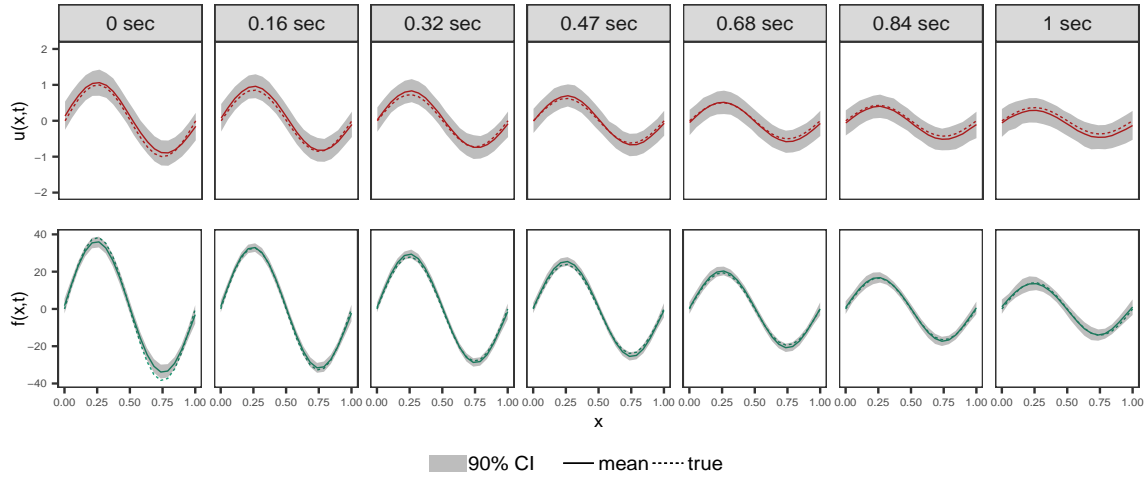 0 sec 0.16 sec 0.32 sec 0.47 sec 0.68 sec 0.84 sec 1 sec
2
1
0
−1
−2
u(x,t)
40
20
0
−20
−40
f(x,t)
0.00 0.25 0.50 0.75 1.00 0.00 0.25 0.50 0.75 1.00 0.00 0.25 0.50 0.75 1.00 0.00 0.25 0.50 0.75 1.00 0.00 0.25 0.50 0.75 1.00 0.00 0.25 0.50 0.75 1.00 0.00 0.25 0.50 0.75 1.00
x
90% CI mean true